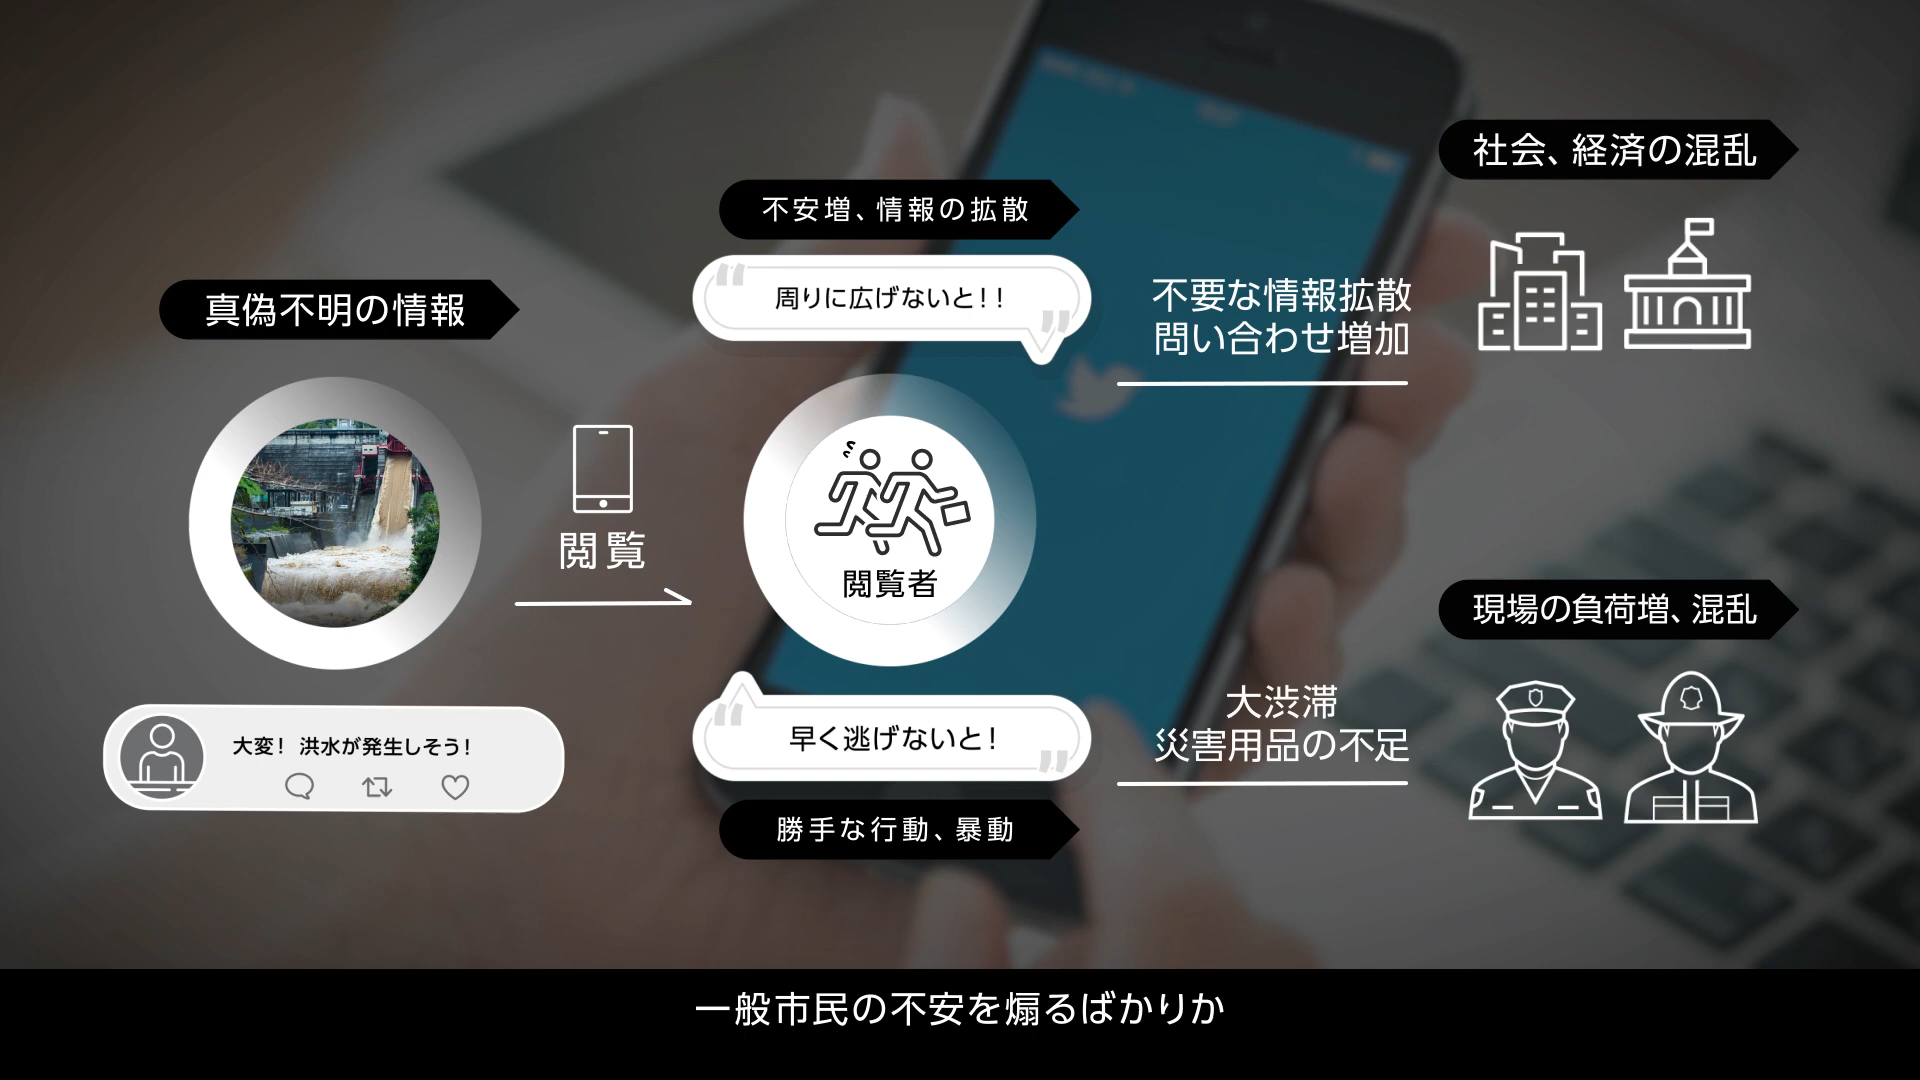 真偽不明の情報
大変! 洪水が発生しそう!
閲覧
不安増、情報の拡散
周りに広げないと!!
閲覧者
早く逃げないと!
勝手な行動、暴動
不要な情報拡散
問い合わせ増加
大渋滞
災害用品の不足
社会、経済の混乱
現場の負荷増、混乱
一般市民の不安を煽るばかりか